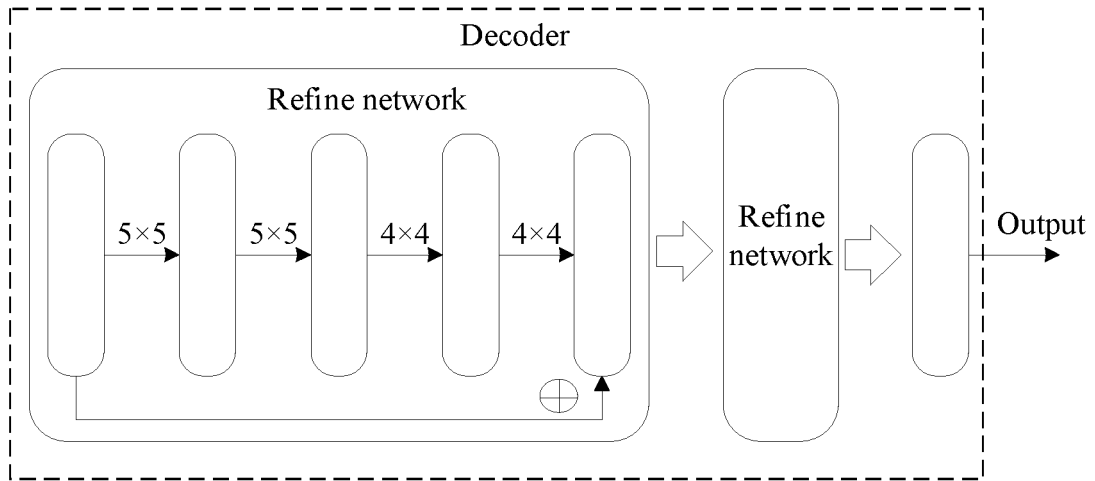 Decoder
Refine network
5×5
5×5
4×4
4×4
Refine
network
Output